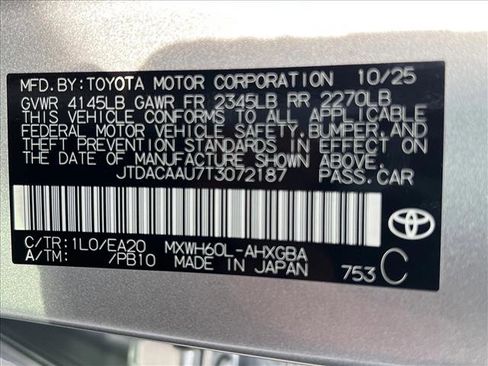 MFD.BY:TOYOTA MOTOR CORPORATION 10/25
GVWR 4145LB GAWR FR 2345LB RR 2270LB
THIS VEHICLE CONFORMS TO ALL APPLICABLE
FEDERAL MOTOR VEHICLE SAFETY,BUMPER,AND
THEFT PREVENTION STANDARDS IN EFFECT ON
THE DATE OF MANUFACTURE SHOWN ABOVE.
JTDACAAU7T3072187 PASS.CAR
C/TR:1L0/EA20 MXWH60L-AHXGBA
A/TM: /PB10 MADE IN JAPAN 753 C
TOYOTA